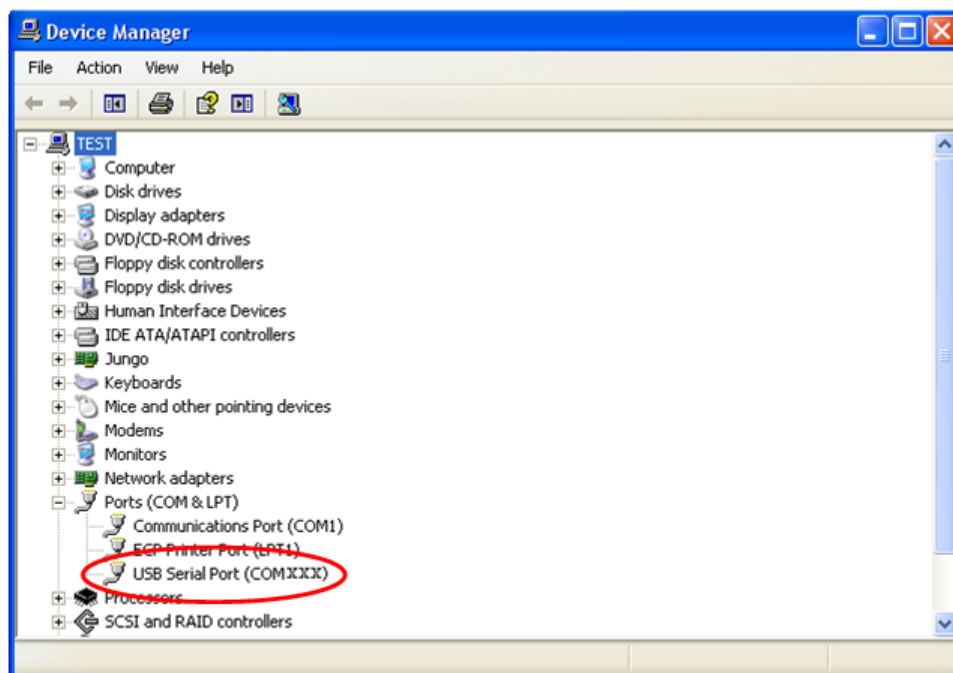 Device Manager
File Action View Help
TEST
Computer
Disk drives
Display adapters
DVD/CD-ROM drives
Floppy disk controllers
Floppy disk drives
Human Interface Devices
IDE ATA/ATAPI controllers
Jungo
Keyboards
Mice and other pointing devices
Modems
Monitors
Network adapters
Ports (COM & LPT)
Communications Port (COM1)
ECP Printer Port (LPT1)
USB Serial Port (COMXXX)
Processors
SCSI and RAID controllers